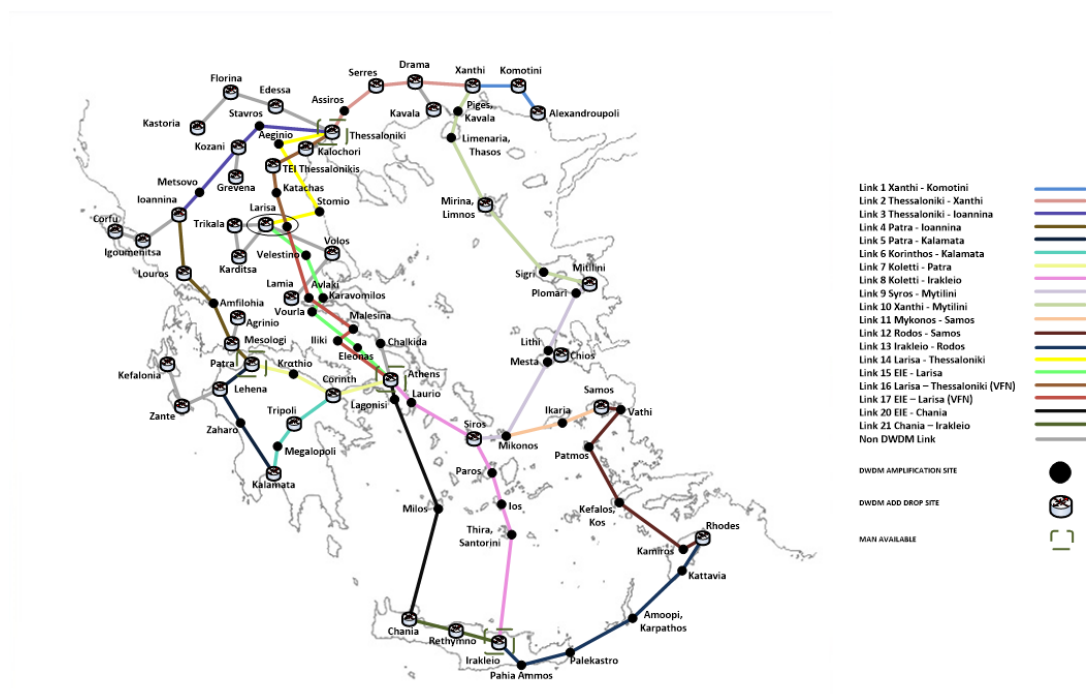 Florina
Edessa
Serres
Drama
Xanthi
Komotini
Kastoria
Stavros
Assiros
Kavala
Piges,
Kavala
Alexandroupoli
Aeginio
Thessaloniki
Limenaria,
Thasos
Kozani
Kalochori
TEI Thessalonikis
Metsovo
Grevena
Katachas
Ioannina
Larisa
Stomio
Mirina,
Limnos
Corfu
Trikala
Igoumenitsa
Volos
Karditsa
Velestino
Louros
Sigri
Mitilini
Lamia
Avlaki
Karavomilos
Plomari
Amfilohia
Vourla
Malesina
Agrinio
Iliki
Chalkida
Lithi
Mesologi
Eleonas
Mesta
Chios
Patra
Krathio
Athens
Kefalonia
Lehena
Corinth
Laurio
Samos
Lagonisi
Zante
Tripoli
Ikaria
Vathi
Zaharo
Siros
Mikonos
Megalopoli
Patmos
Kalamata
Paros
Milos
Ios
Kefalos,
Kos
Thira,
Santorini
Rhodes
Kamiros
Kattavia
Amoopi,
Karpathos
Chania
Rethymno
Irakleio
Palekastro
Pahia Ammos
Link 1 Xanthi - Komotini
Link 2 Thessaloniki - Xanthi
Link 3 Thessaloniki - Ioannina
Link 4 Patra - Ioannina
Link 5 Patra - Kalamata
Link 6 Korinthos - Kalamata
Link 7 Koletti - Patra
Link 8 Koletti - Irakleio
Link 9 Syros - Mytilini
Link 10 Xanthi - Mytilini
Link 11 Mykonos - Samos
Link 12 Rodos - Samos
Link 13 Irakleio - Rodos
Link 14 Larisa - Thessaloniki
Link 15 EIE - Larisa
Link 16 Larisa – Thessaloniki (VFN)
Link 17 EIE – Larisa (VFN)
Link 20 EIE - Chania
Link 21 Chania – Irakleio
Non DWDM Link
DWDM AMPLIFICATION SITE
DWDM ADD DROP SITE
MAN AVAILABLE